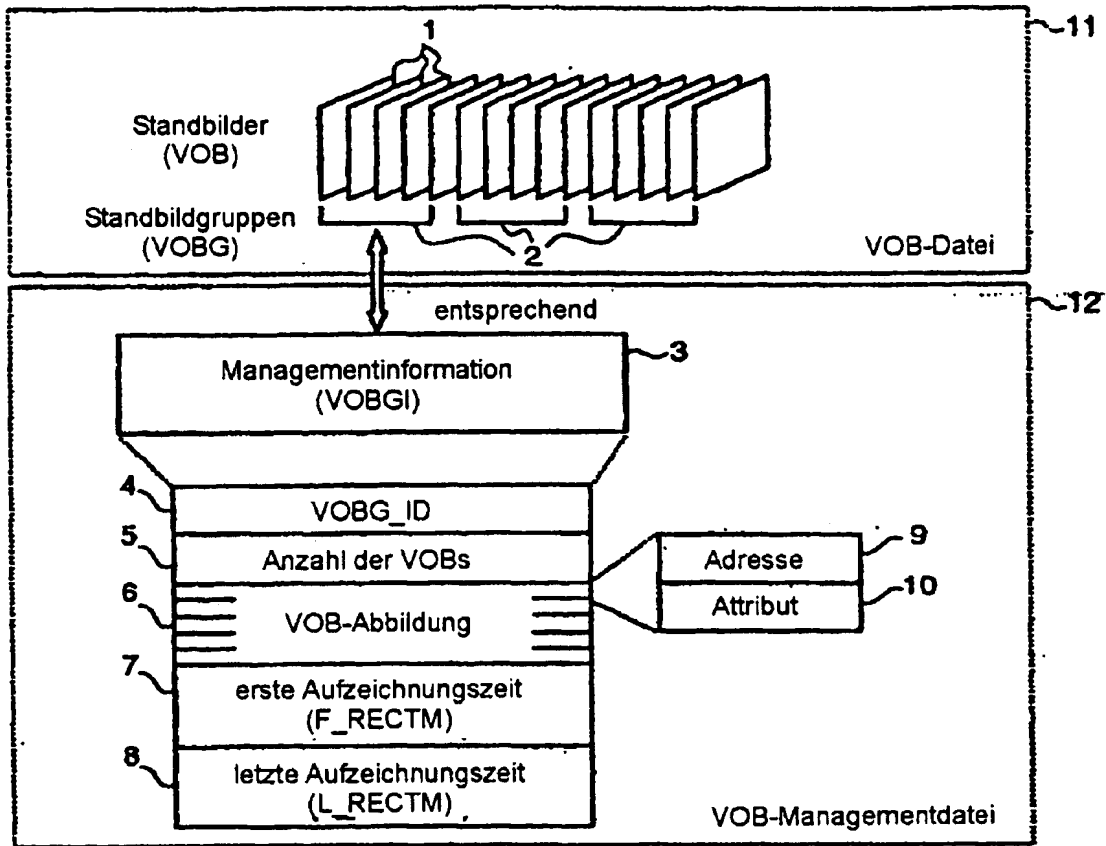 1
11
Standbilder
(VOB)
Standbildgruppen
(VOBG)
2
VOB-Datei
entsprechend
12
Managementinformation
(VOBGI)
3
4
VOBG_ID
5
Anzahl der VOBs
Adresse
9
6
VOB-Abbildung
Attribut
10
7
erste Aufzeichnungszeit
(F_RECTM)
8
letzte Aufzeichnungszeit
(L_RECTM)
VOB-Managementdatei